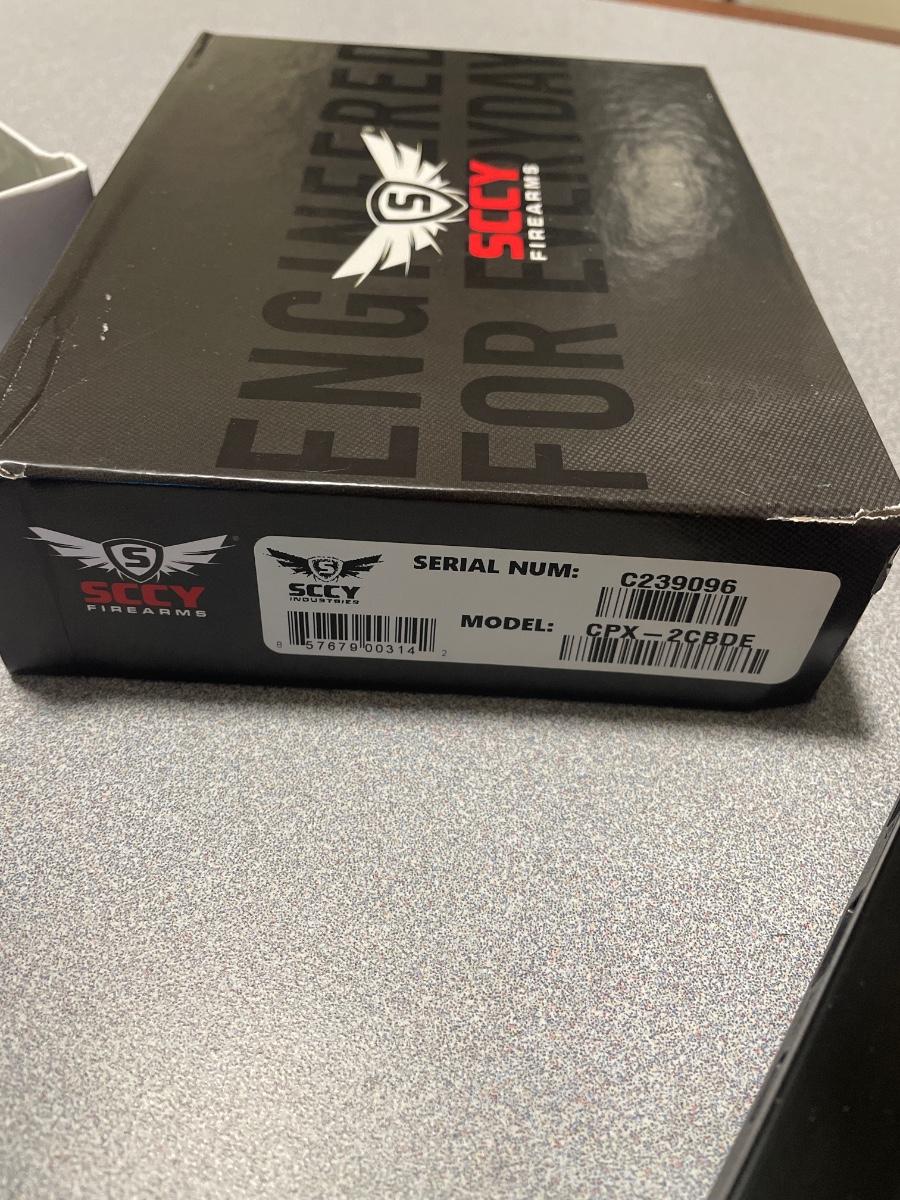 ENGINEERED
FOR EVERYDAY
S
SCCY
FIREARMS
S
SCCY
FIREARMS
S
SCCY
INDUSTRIES
SERIAL NUM: C239096
MODEL: CPX-2CBDE
8 57679 00314 2